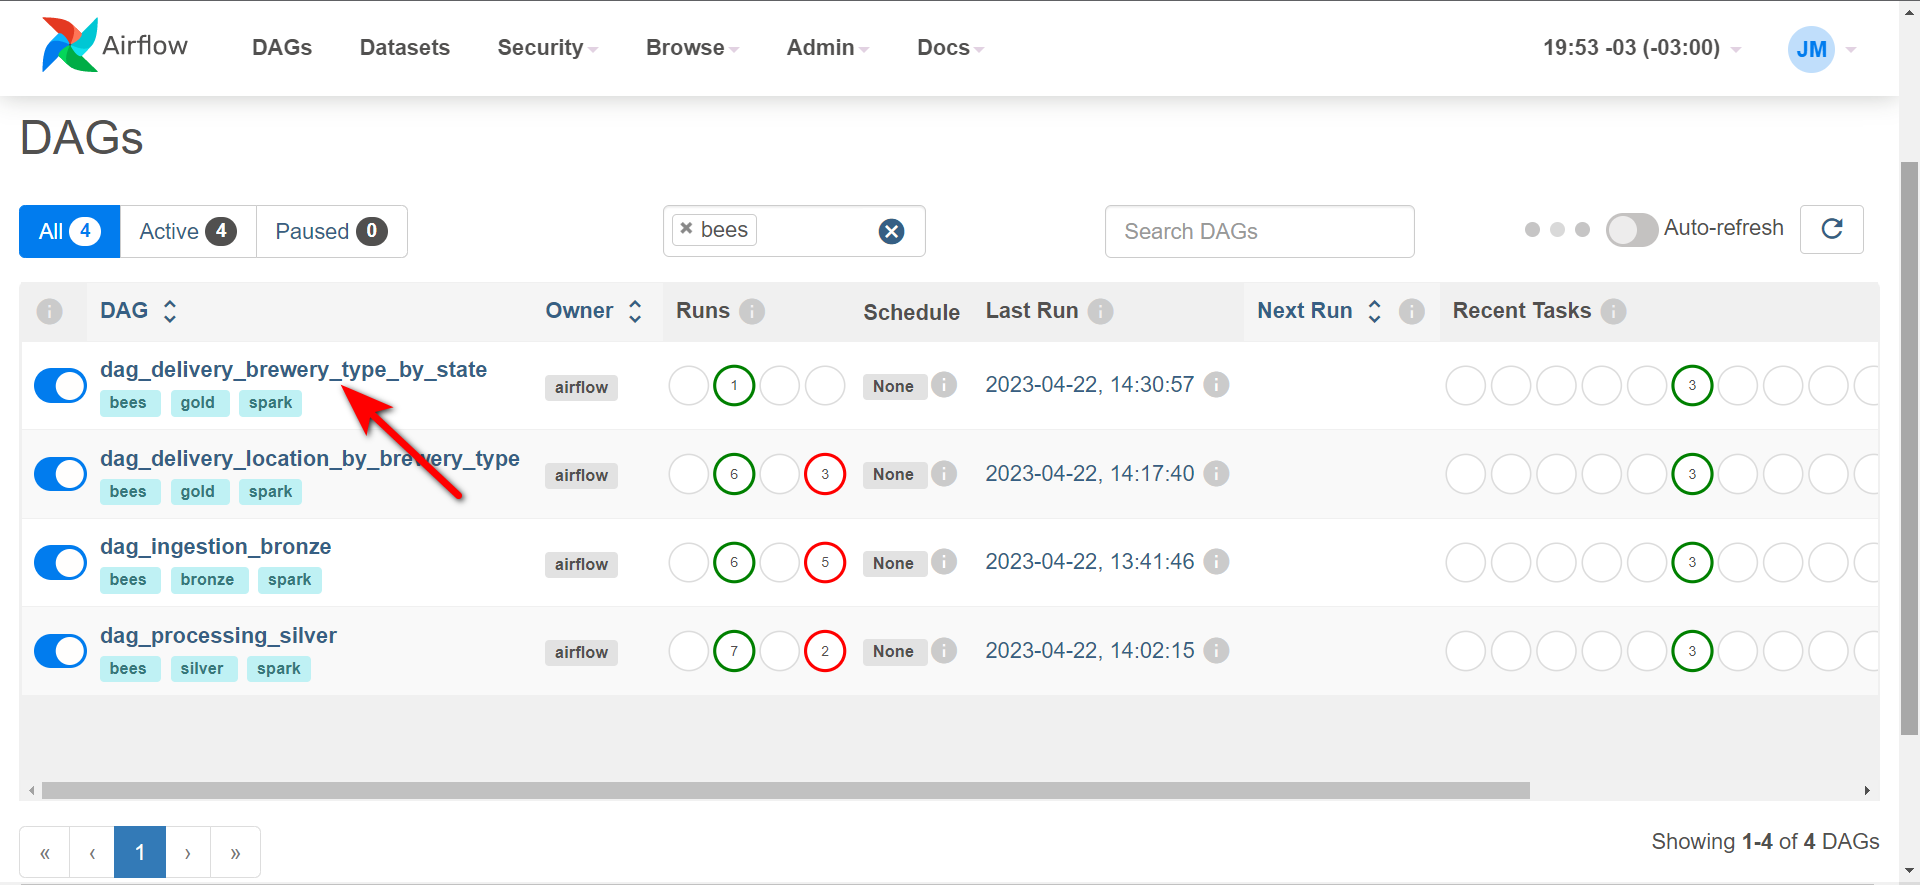 Airflow DAGs Datasets Security Browse Admin Docs 19:53 -03 (-03:00) JM
DAGs
All 4 Active 4 Paused 0 × bees Search DAGs Auto-refresh
i DAG Owner Runs i Schedule Last Run i Next Run i Recent Tasks i
dag_delivery_brewery_type_by_state
airflow 1 None i 2023-04-22, 14:30:57 i 3
bees gold spark
dag_delivery_location_by_brewery_type
airflow 6 3 None i 2023-04-22, 14:17:40 i 3
bees gold spark
dag_ingestion_bronze
airflow 6 5 None i 2023-04-22, 13:41:46 i 3
bees bronze spark
dag_processing_silver
airflow 7 2 None i 2023-04-22, 14:02:15 i 3
bees silver spark
« ‹ 1 › » Showing 1-4 of 4 DAGs